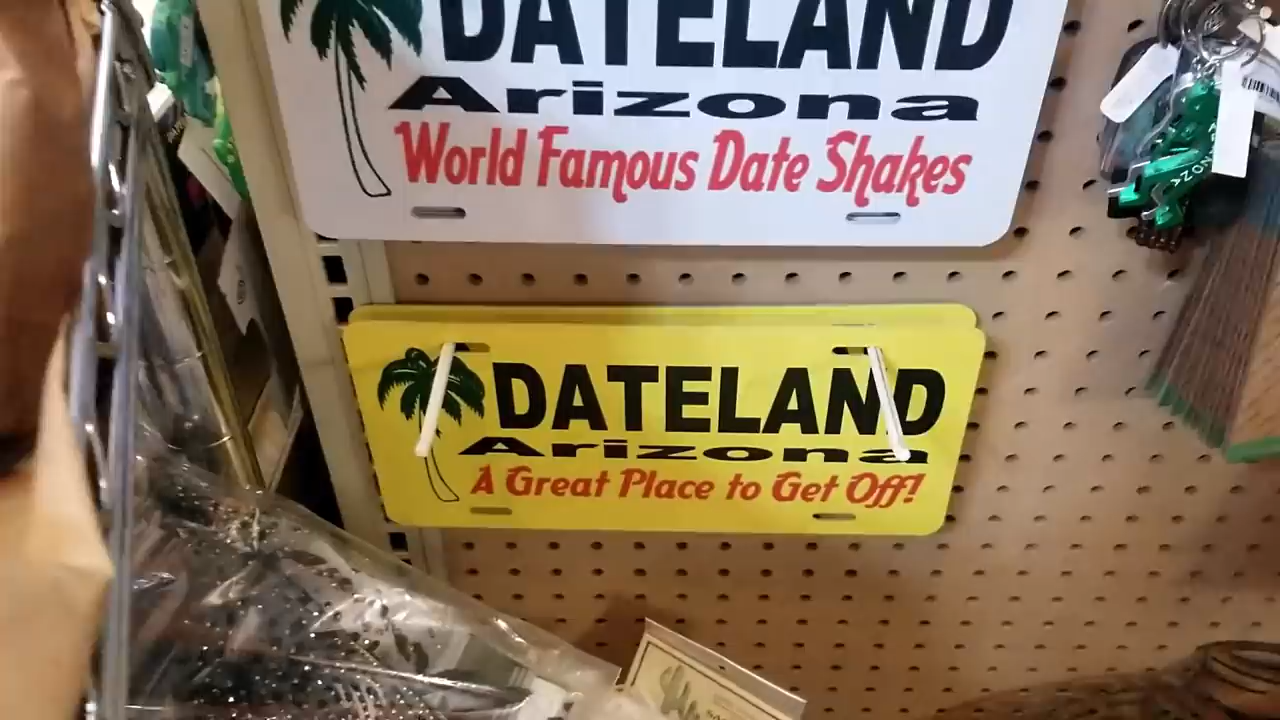 DATELAND
Arizona
World Famous Date Shakes
DATELAND
Arizona
A Great Place to Get Off!